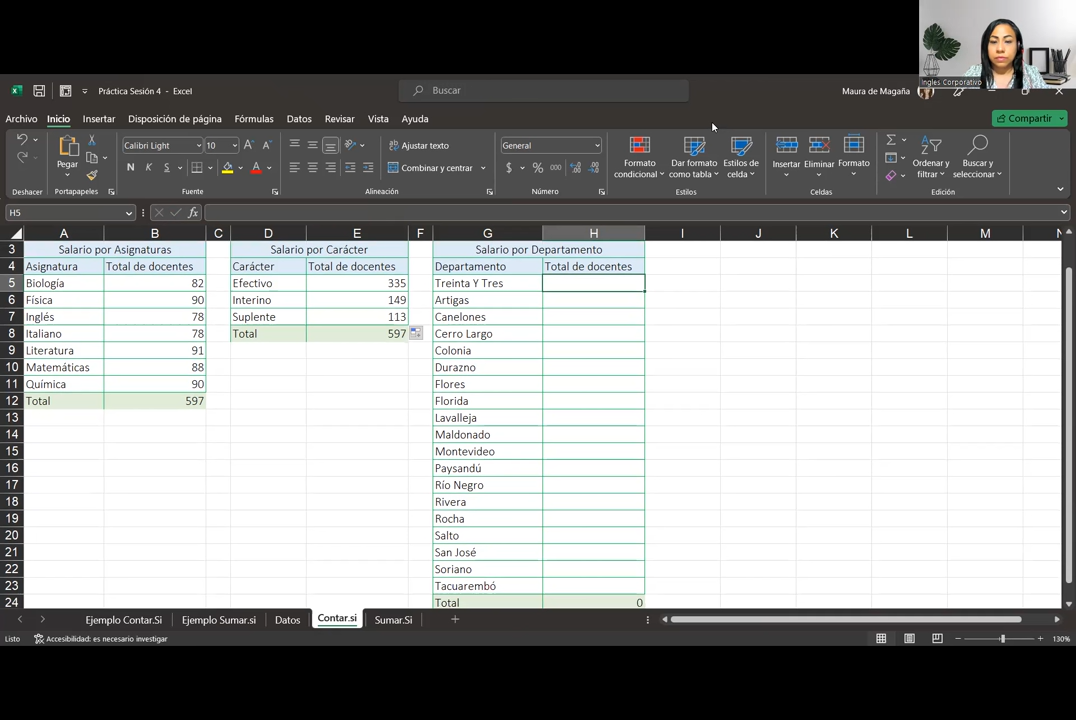 Ingles Corporativo
Práctica Sesión 4 - Excel
Buscar
Maura de Magaña
Archivo Inicio Insertar Disposición de página Fórmulas Datos Revisar Vista Ayuda
Compartir
Pegar
Calibri Light 10
N K S
Ajustar texto
Combinar y centrar
General
$ % 000
Formato condicional
Dar formato como tabla
Estilos de celda
Insertar Eliminar Formato
Ordenar y filtrar
Buscar y seleccionar
Deshacer Portapapeles Fuente Alineación Número Estilos Celdas Edición
H5
fx
A B C D E F G H I J K L M N
3 Salario por Asignaturas Salario por Carácter Salario por Departamento
4 Asignatura Total de docentes Carácter Total de docentes Departamento Total de docentes
5 Biología 82 Efectivo 335 Treinta Y Tres
6 Física 90 Interino 149 Artigas
7 Inglés 78 Suplente 113 Canelones
8 Italiano 78 Total 597 Cerro Largo
9 Literatura 91 Colonia
10 Matemáticas 88 Durazno
11 Química 90 Flores
12 Total 597 Florida
13 Lavalleja
14 Maldonado
15 Montevideo
16 Paysandú
17 Río Negro
18 Rivera
19 Rocha
20 Salto
21 San José
22 Soriano
23 Tacuarembó
24 Total 0
Ejemplo Contar.Si Ejemplo Sumar.si Datos Contar.si Sumar.Si
Listo Accesibilidad: es necesario investigar 130%